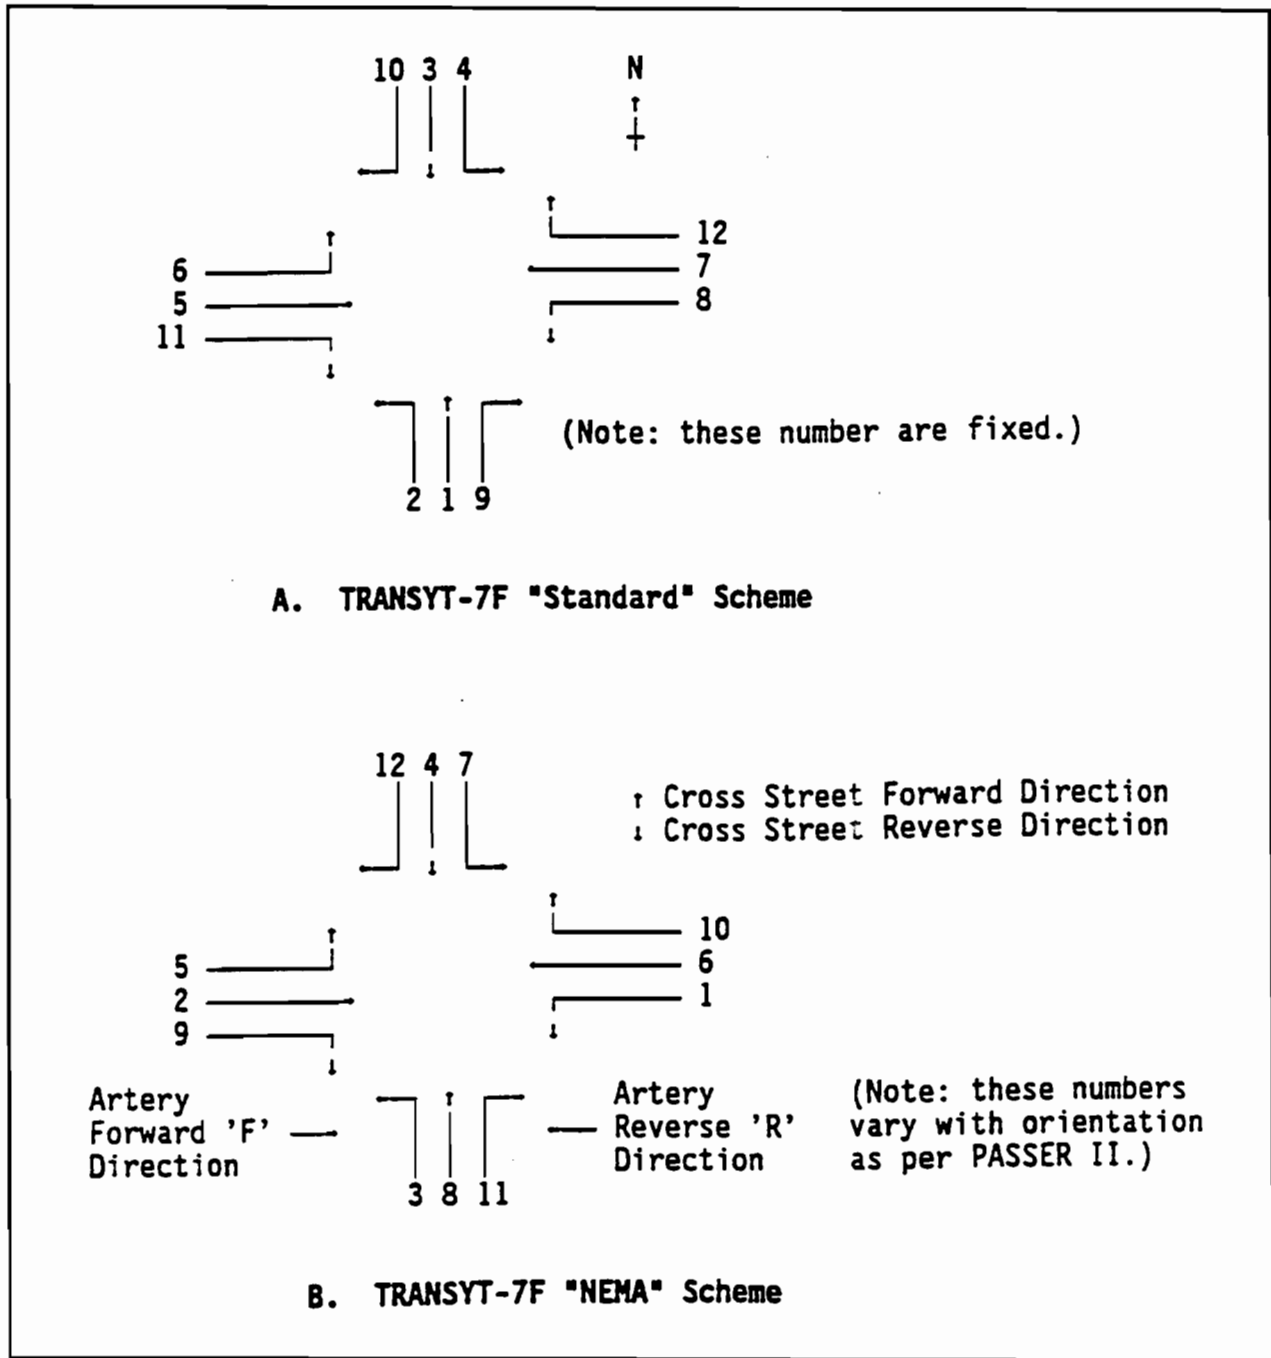 10 3 4 N
12
6 7
5 8
11
(Note: these number are fixed.)
2 1 9
A. TRANSYT-7F "Standard" Scheme
12 4 7
↑ Cross Street Forward Direction
↓ Cross Street Reverse Direction
10
5 6
2 1
9
Artery
Forward 'F'
Direction
Artery
Reverse 'R'
Direction
(Note: these numbers
vary with orientation
as per PASSER II.)
3 8 11
B. TRANSYT-7F "NEMA" Scheme